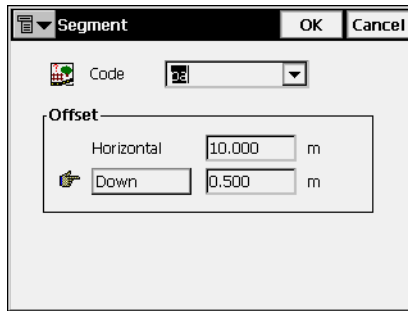 Segment OK Cancel
Code
Offset
Horizontal 10.000 m
Down 0.500 m